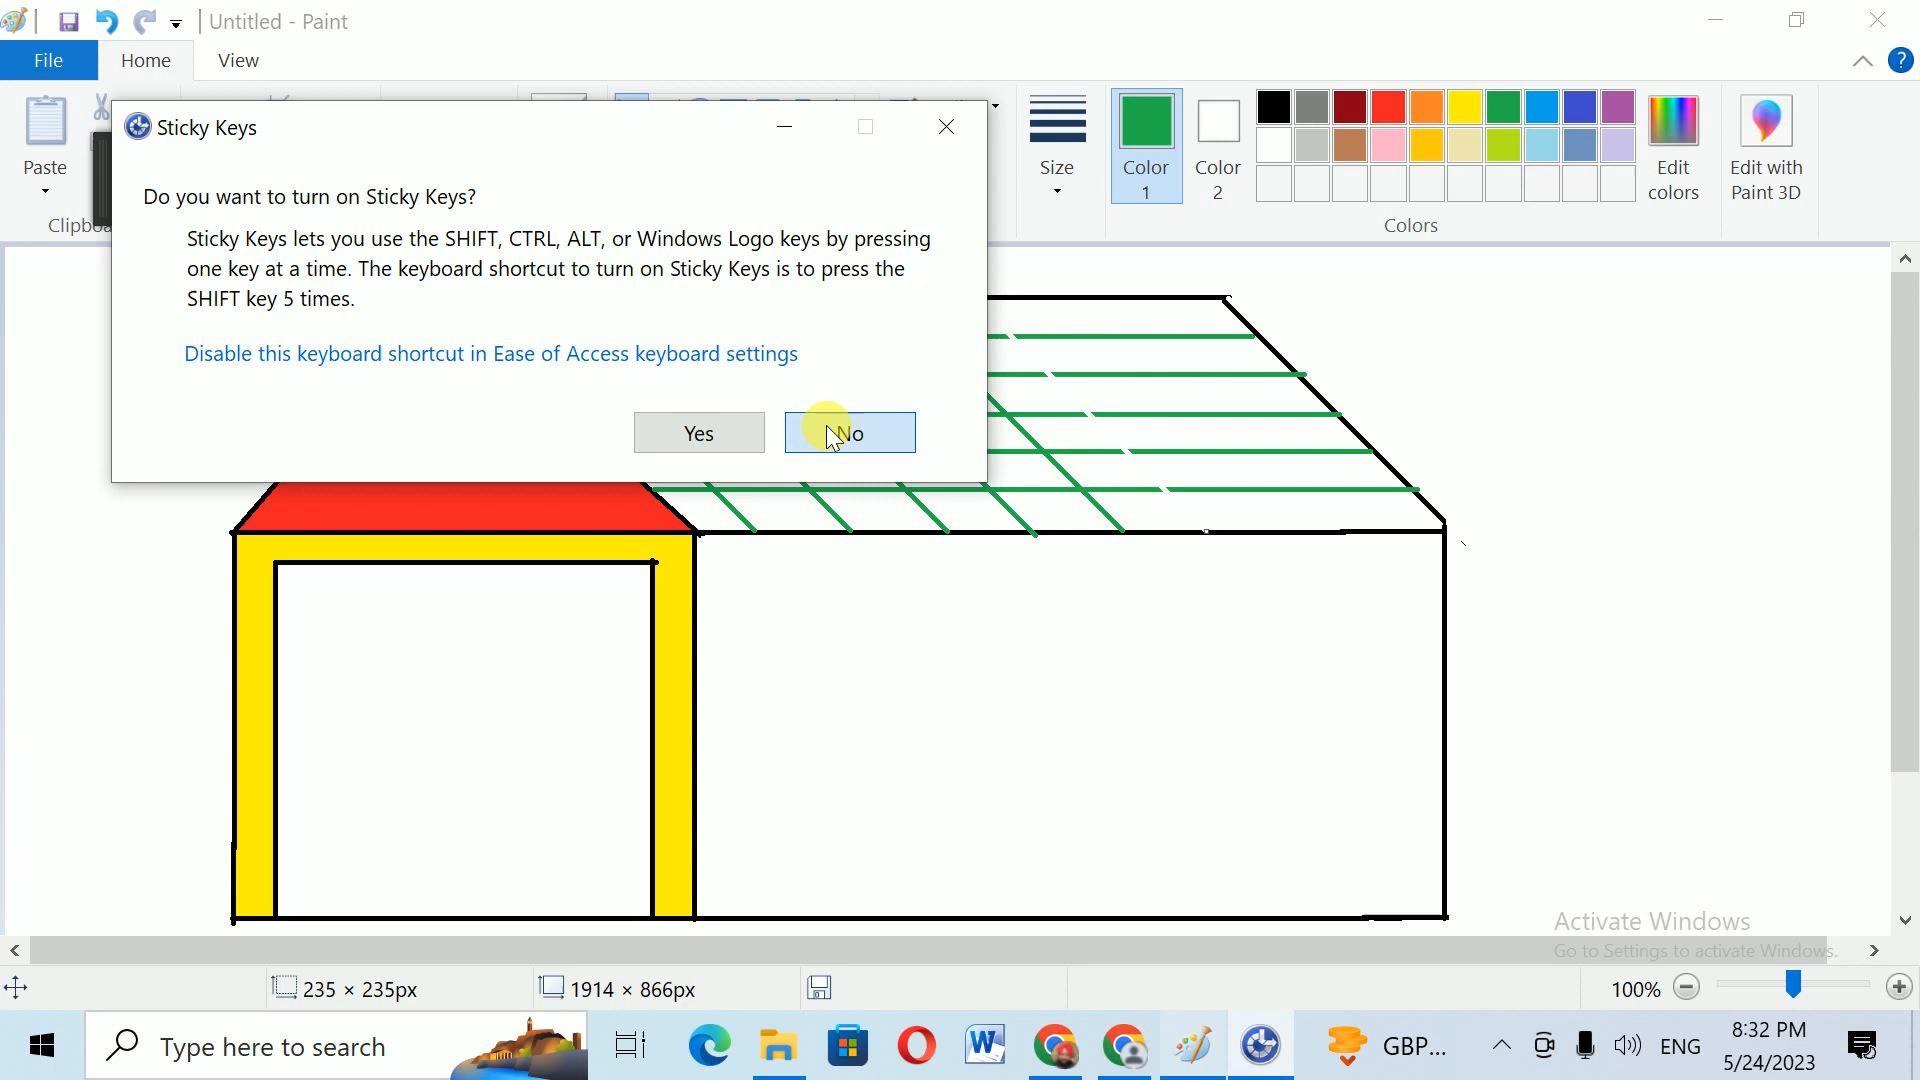 Untitled - Paint
File
Home
View
Paste
Clipboa
Size
Color
1
Color
2
Edit
colors
Edit with
Paint 3D
Colors
?
Sticky Keys
Do you want to turn on Sticky Keys?
Sticky Keys lets you use the SHIFT, CTRL, ALT, or Windows Logo keys by pressing
one key at a time. The keyboard shortcut to turn on Sticky Keys is to press the
SHIFT key 5 times.
Disable this keyboard shortcut in Ease of Access keyboard settings
Yes
No
Activate Windows
Go to Settings to activate Windows.
235 × 235px
1914 × 866px
100%
Type here to search
GBP...
ENG
8:32 PM
5/24/2023